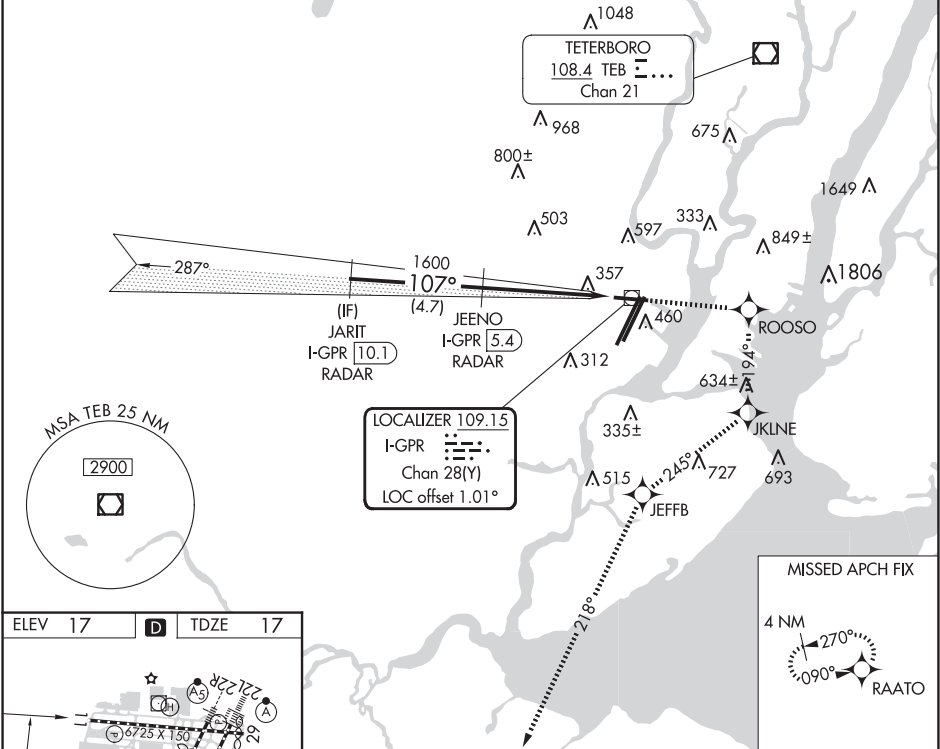 1048
TETERBORO
108.4 TEB
Chan 21
968
675
800±
1649
503
597
333
849±
1806
287°
1600
107°
(4.7)
357
(IF)
JARIT
I-GPR 10.1
RADAR
JEENO
I-GPR 5.4
RADAR
460
ROOSO
312
194°
634±
MSA TEB 25 NM
2900
LOCALIZER 109.15
I-GPR
Chan 28(Y)
LOC offset 1.01°
335±
JKLNE
515
245°
727
693
JEFFB
218°
MISSED APCH FIX
4 NM
270°
090°
RAATO
ELEV 17 D TDZE 17
A5
22R
22L
H
A
P
6725 X 150
29